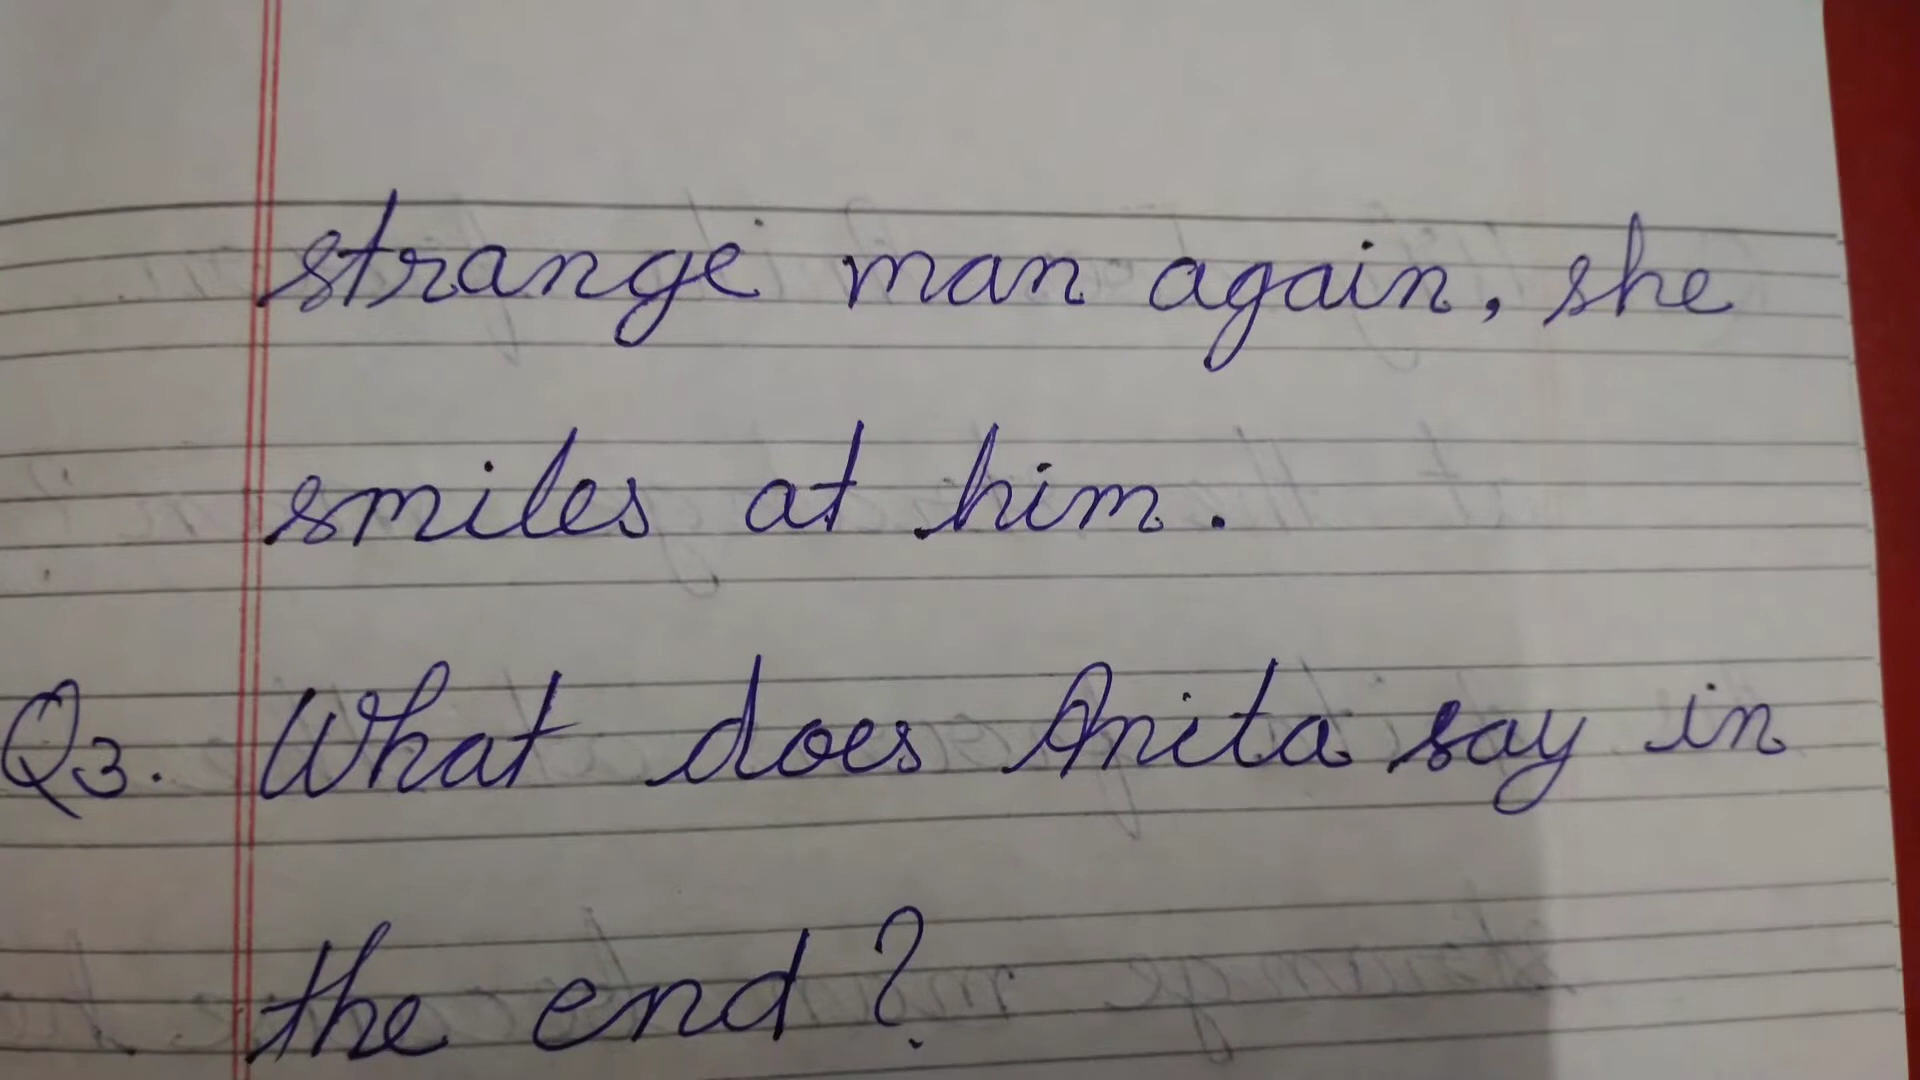 strange man again, she
smiles at him.
Q3. What does Anita say in
the end?